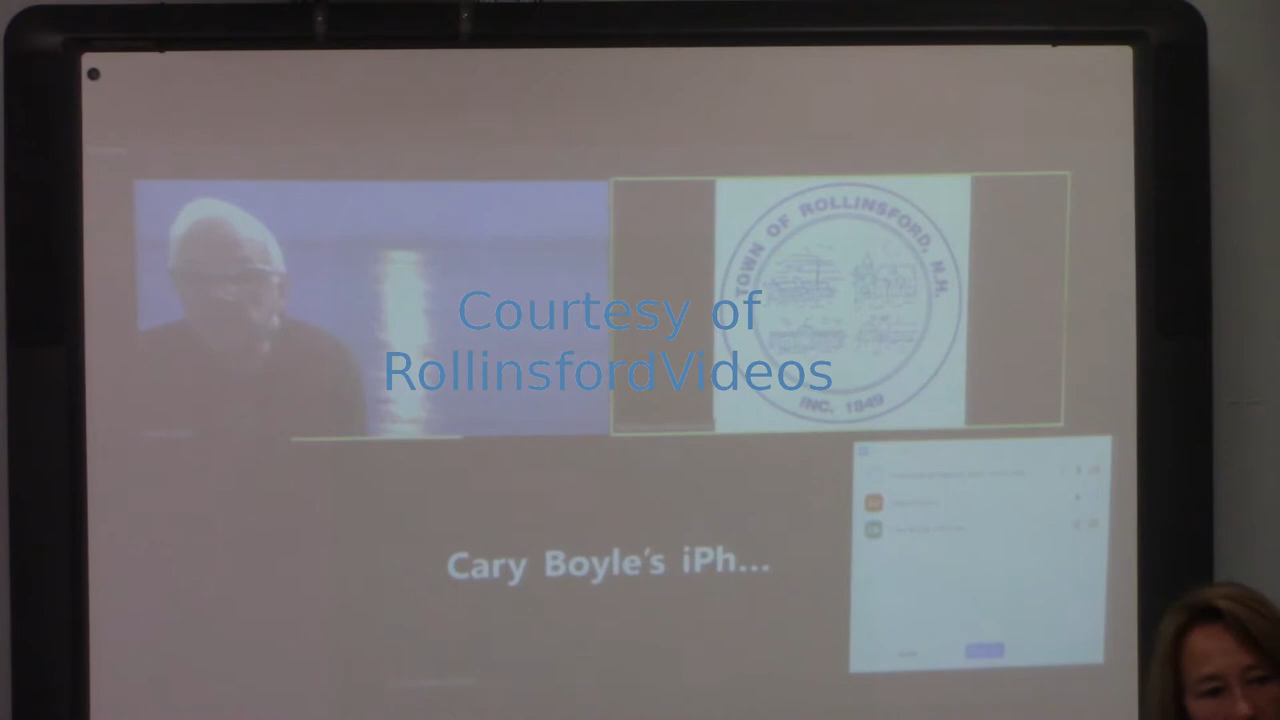 TOWN OF ROLLINSFORD, N.H.
INC. 1849
Courtesy of
RollinsfordVideos
Cary Boyle's iPh...